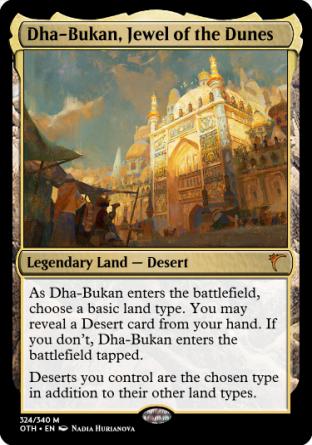 Dha-Bukan, Jewel of the Dunes
Legendary Land — Desert
As Dha-Bukan enters the battlefield,
choose a basic land type. You may
reveal a Desert card from your hand. If
you don't, Dha-Bukan enters the
battlefield tapped.
Deserts you control are the chosen type
in addition to their other land types.
324/340 M
OTH • EN Nadia Hurianova